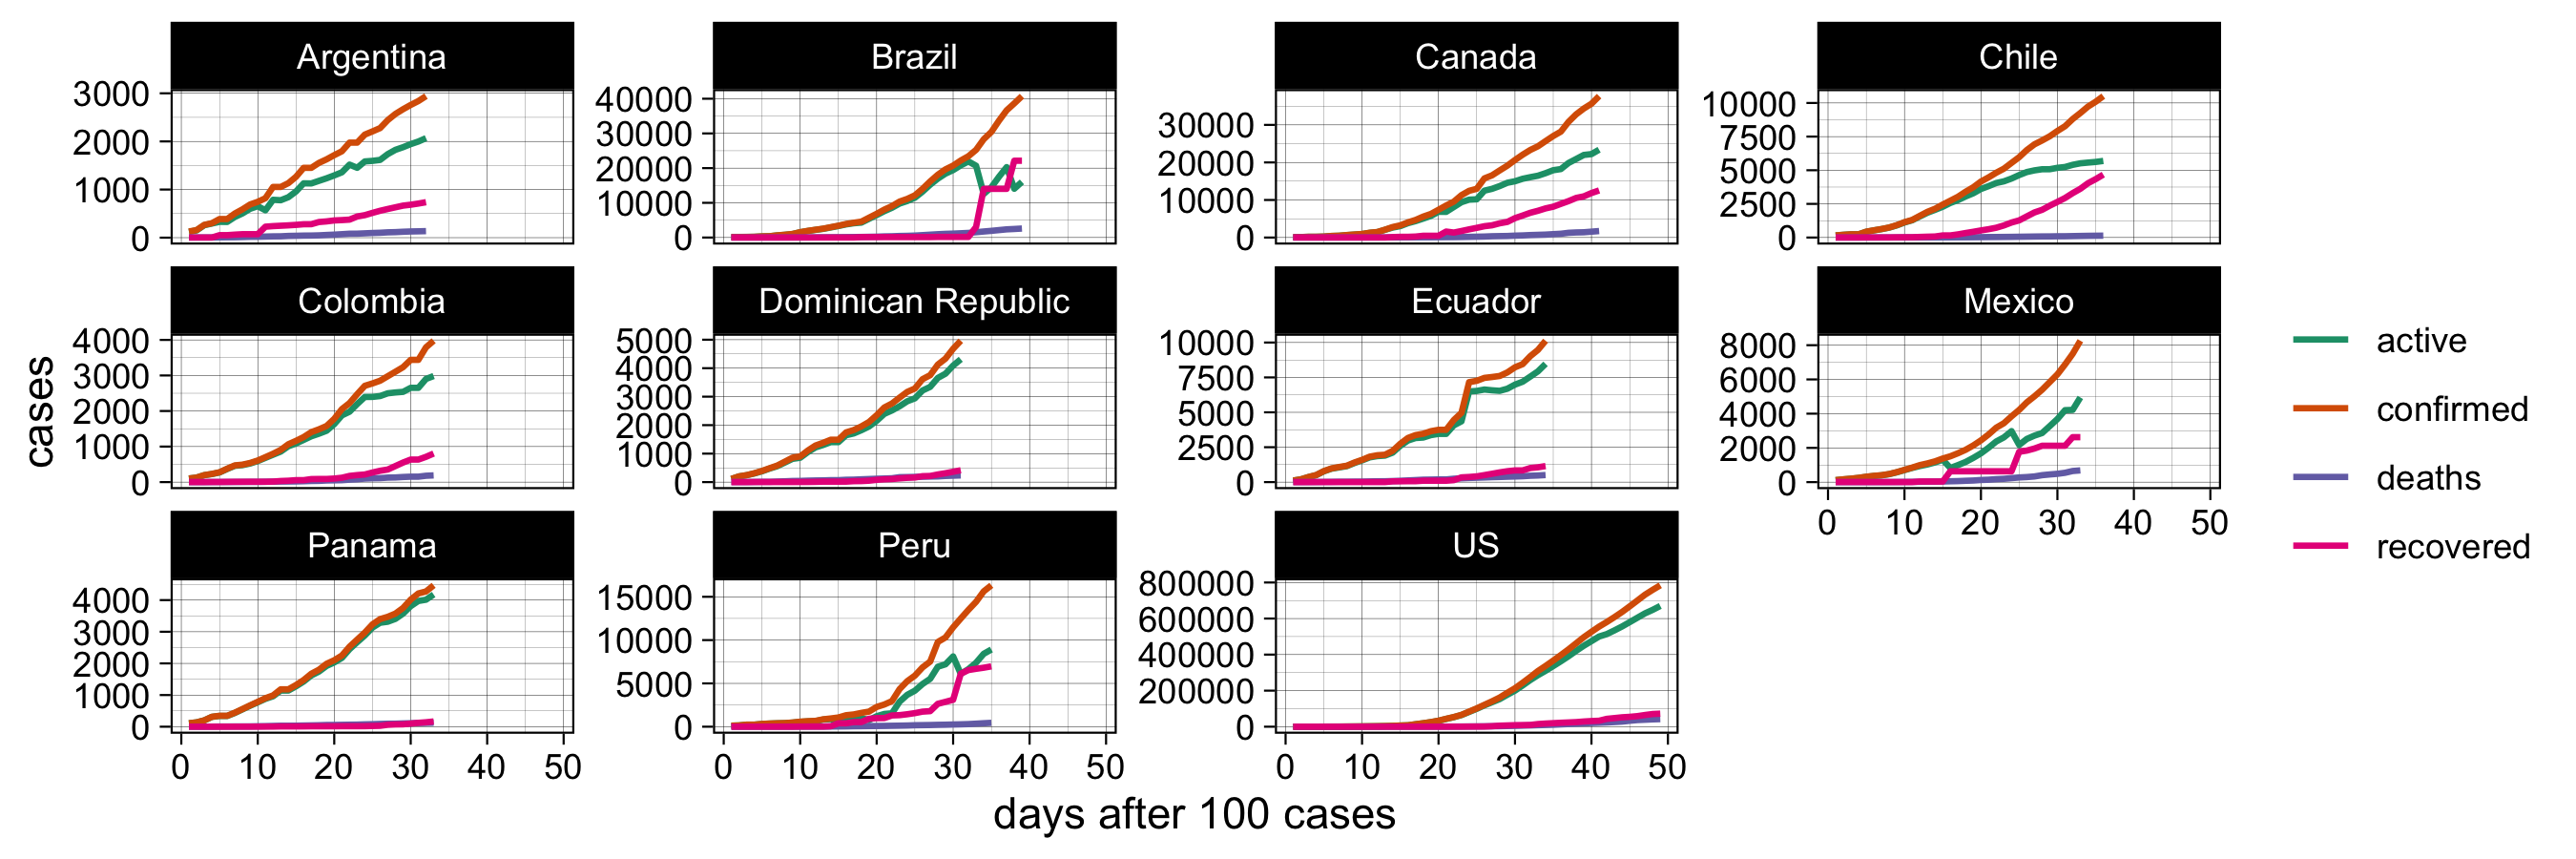 Argentina
Brazil
Canada
Chile
3000
2000
1000
0
40000
30000
20000
10000
0
30000
20000
10000
0
10000
7500
5000
2500
0
Colombia
Dominican Republic
Ecuador
Mexico
4000
3000
2000
1000
0
5000
4000
3000
2000
1000
0
10000
7500
5000
2500
0
8000
6000
4000
2000
0
0 10 20 30 40 50
Panama
Peru
US
4000
3000
2000
1000
0
15000
10000
5000
0
800000
600000
400000
200000
0
0 10 20 30 40 50
0 10 20 30 40 50
0 10 20 30 40 50
cases
days after 100 cases
active
confirmed
deaths
recovered